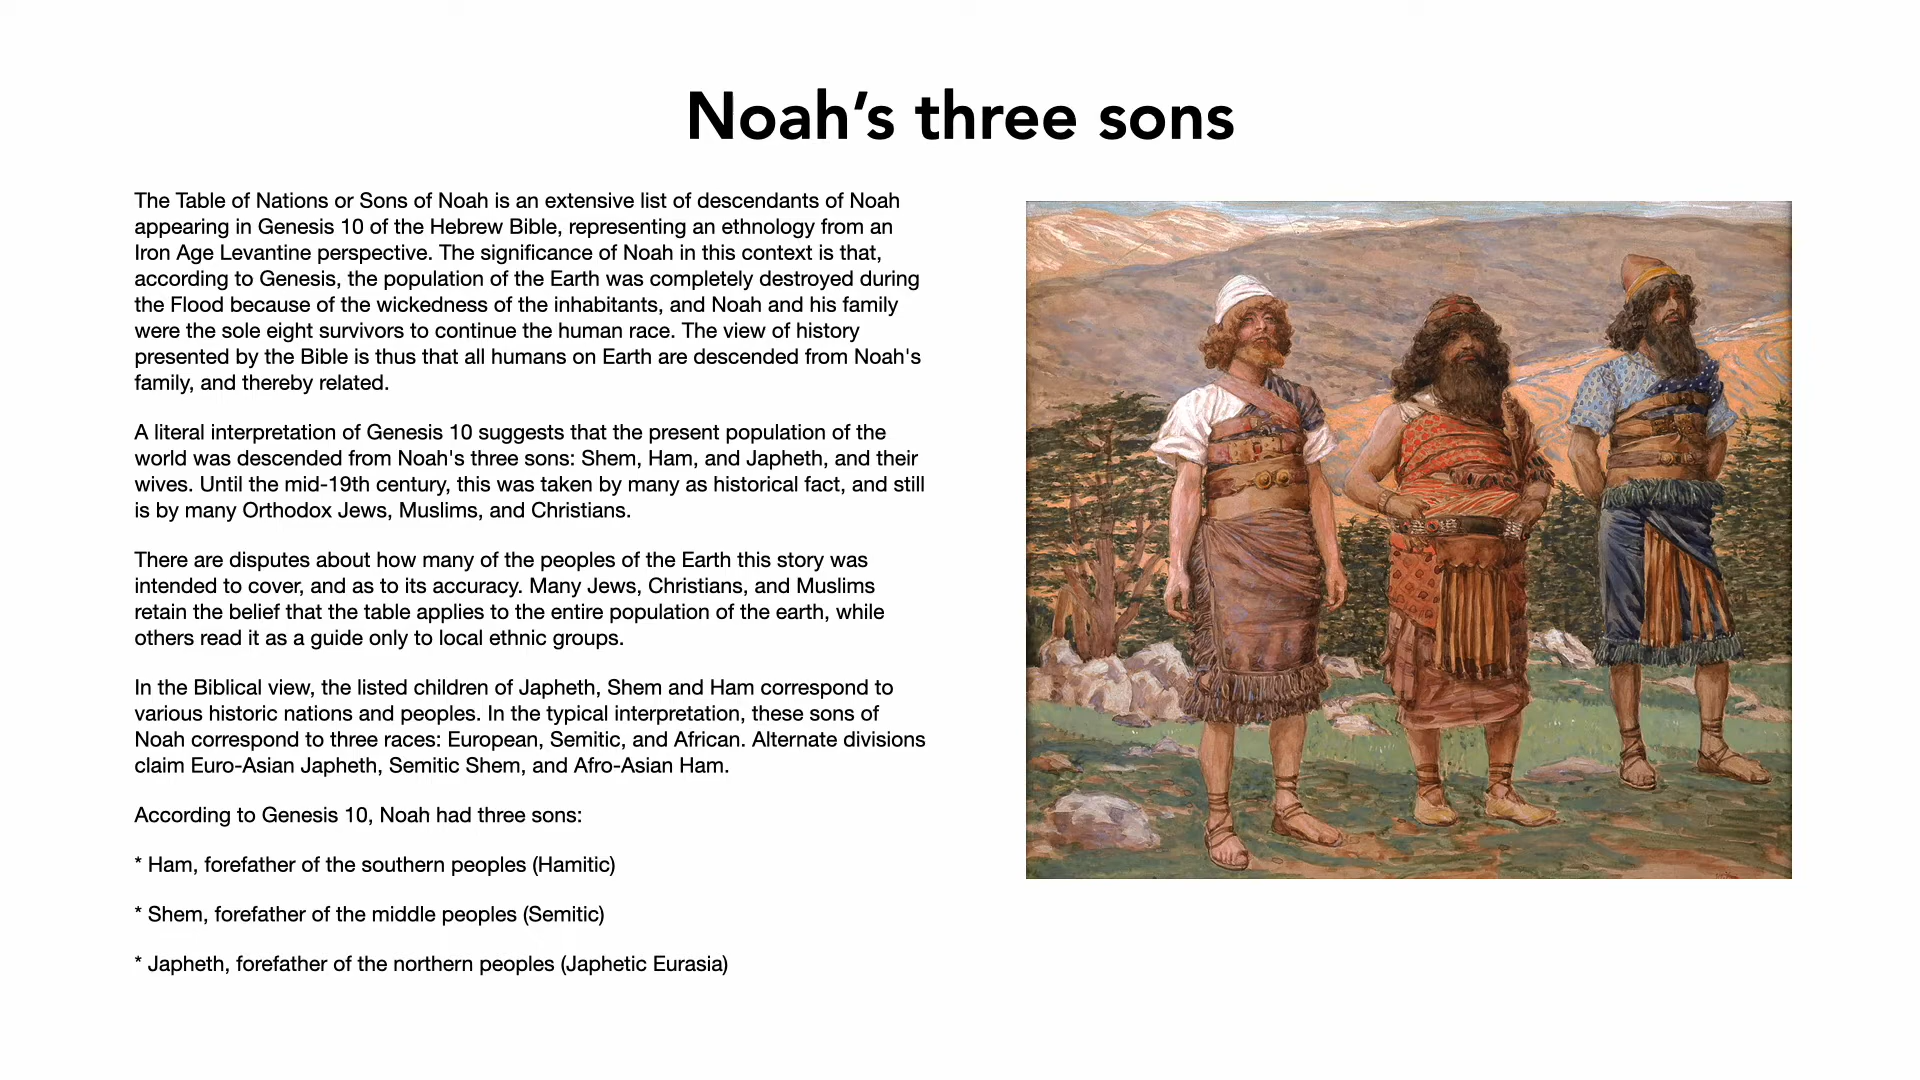 Noah’s three sons
The Table of Nations or Sons of Noah is an extensive list of descendants of Noah
appearing in Genesis 10 of the Hebrew Bible, representing an ethnology from an
Iron Age Levantine perspective. The significance of Noah in this context is that,
according to Genesis, the population of the Earth was completely destroyed during
the Flood because of the wickedness of the inhabitants, and Noah and his family
were the sole eight survivors to continue the human race. The view of history
presented by the Bible is thus that all humans on Earth are descended from Noah's
family, and thereby related.
A literal interpretation of Genesis 10 suggests that the present population of the
world was descended from Noah's three sons: Shem, Ham, and Japheth, and their
wives. Until the mid-19th century, this was taken by many as historical fact, and still
is by many Orthodox Jews, Muslims, and Christians.
There are disputes about how many of the peoples of the Earth this story was
intended to cover, and as to its accuracy. Many Jews, Christians, and Muslims
retain the belief that the table applies to the entire population of the earth, while
others read it as a guide only to local ethnic groups.
In the Biblical view, the listed children of Japheth, Shem and Ham correspond to
various historic nations and peoples. In the typical interpretation, these sons of
Noah correspond to three races: European, Semitic, and African. Alternate divisions
claim Euro-Asian Japheth, Semitic Shem, and Afro-Asian Ham.
According to Genesis 10, Noah had three sons:
* Ham, forefather of the southern peoples (Hamitic)
* Shem, forefather of the middle peoples (Semitic)
* Japheth, forefather of the northern peoples (Japhetic Eurasia)